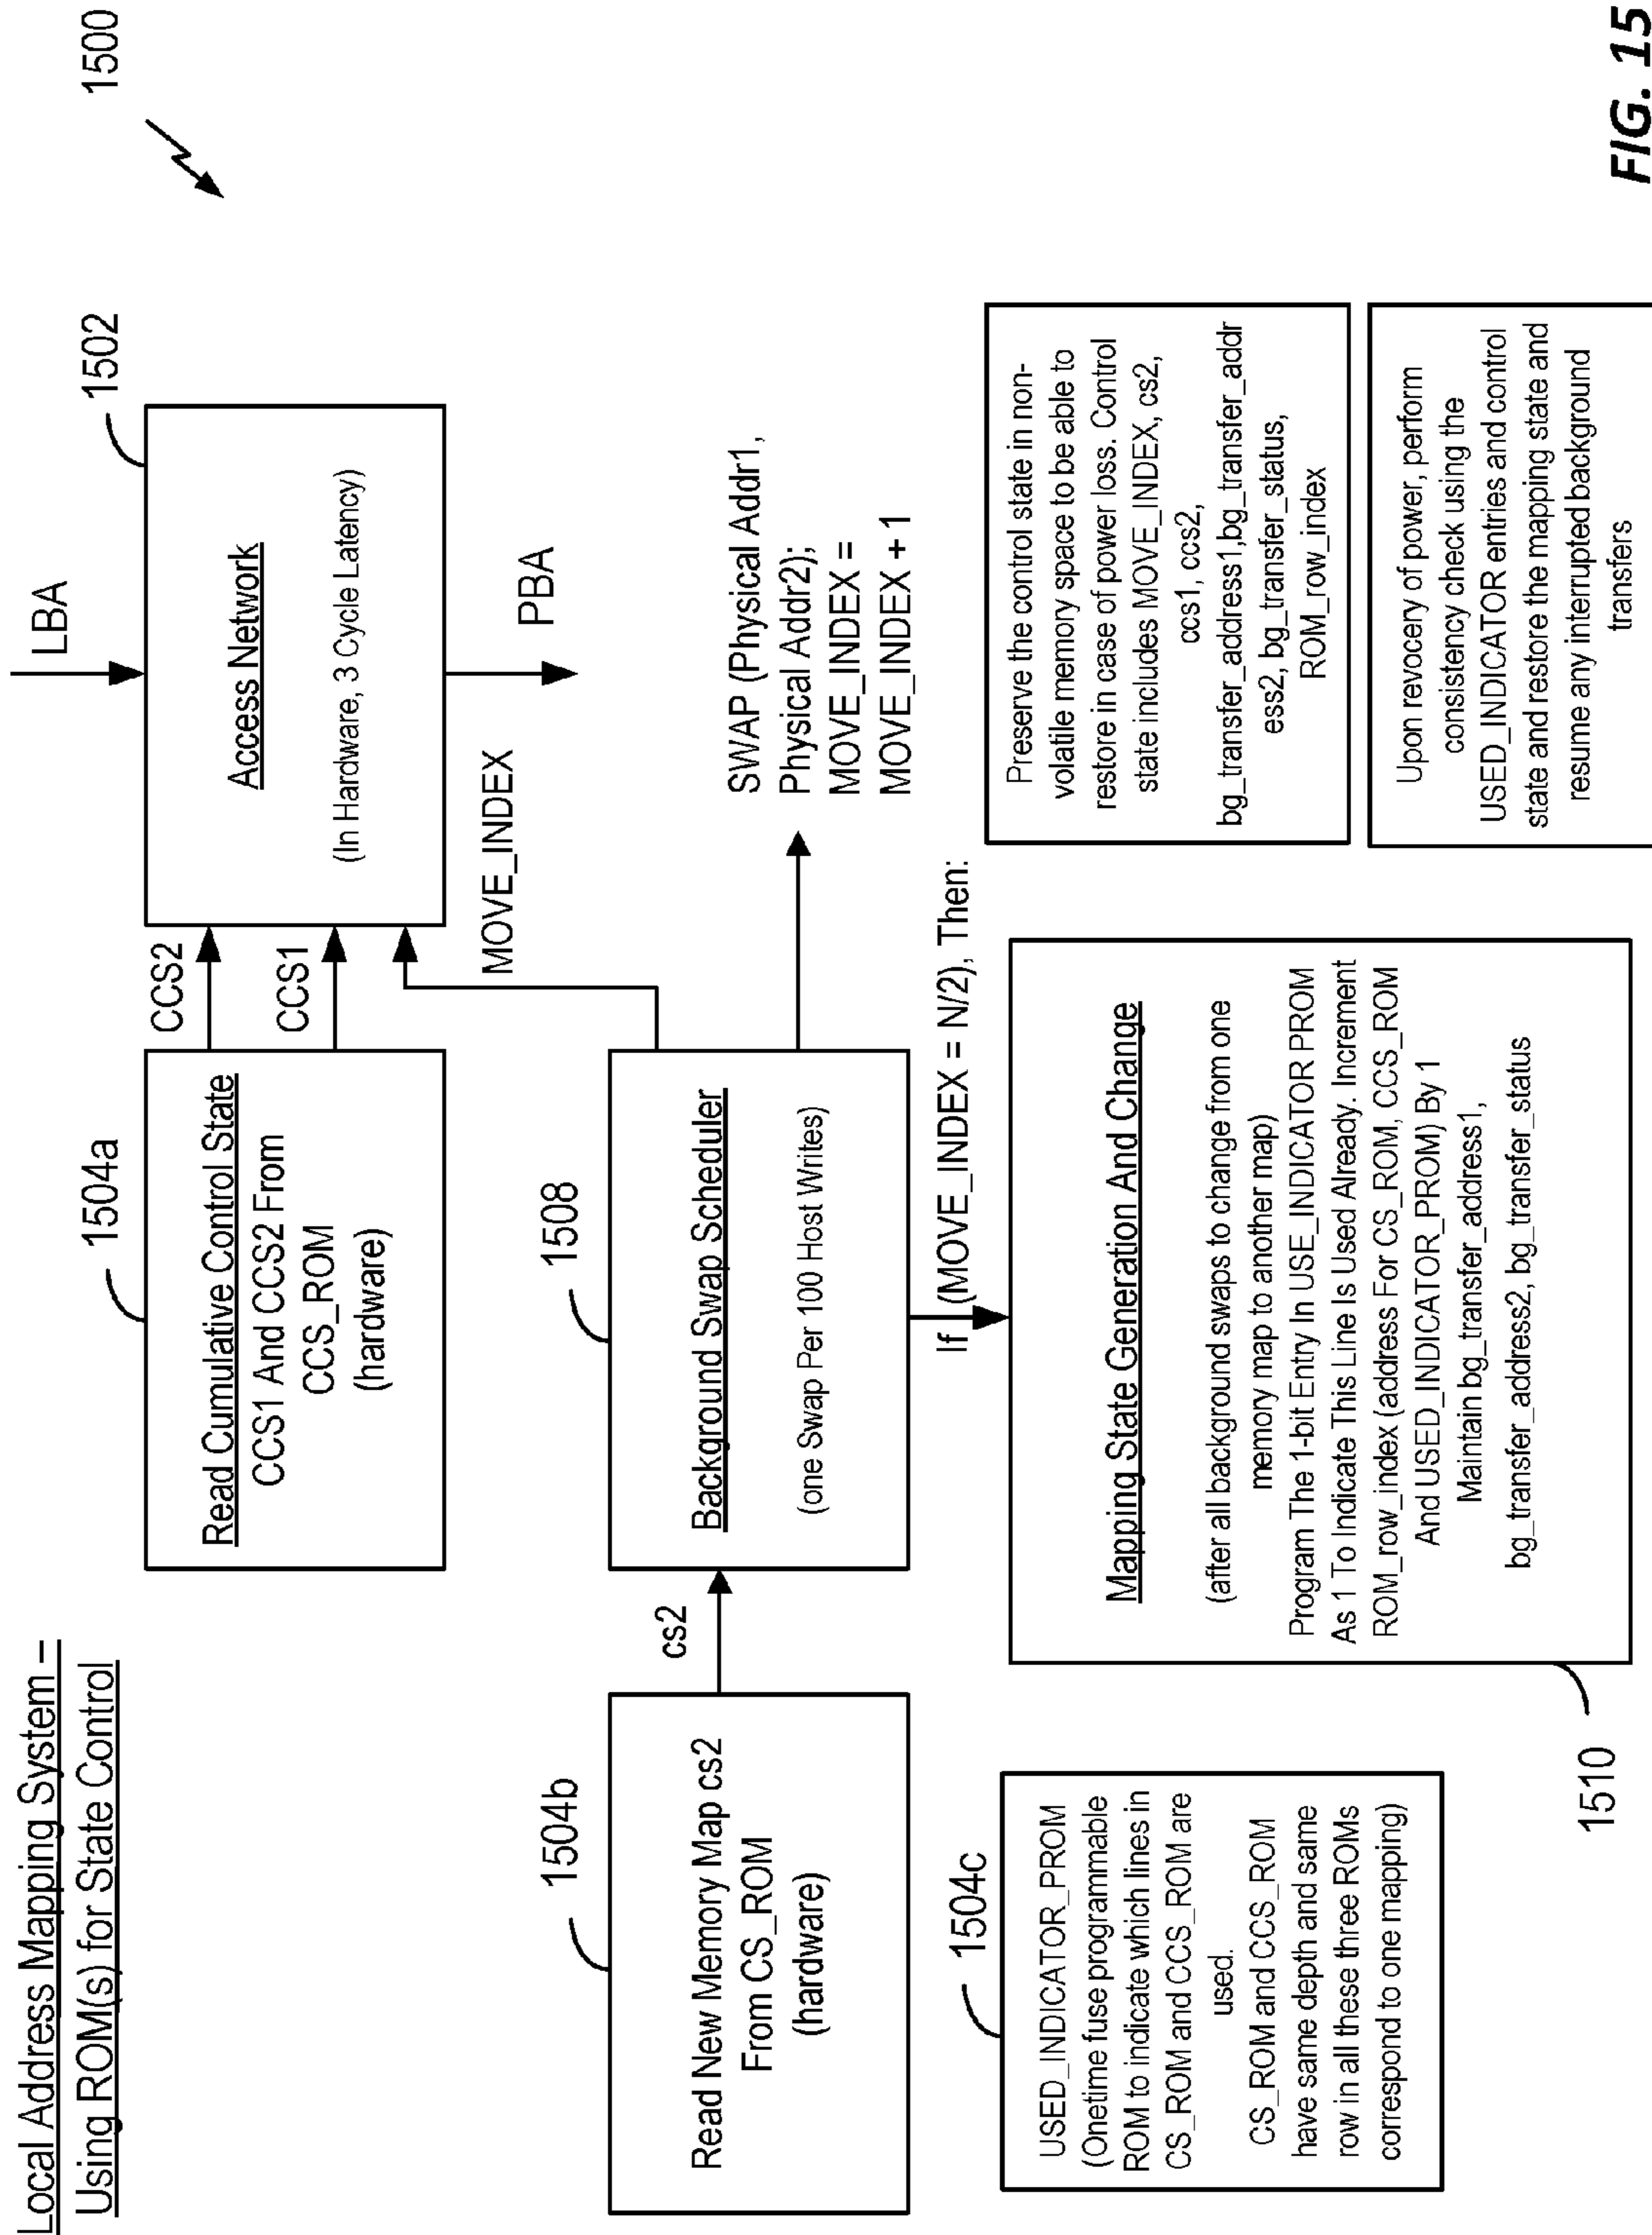 Local Address Mapping System –
Using ROM(s) for State Control
1500
LBA
1504a
1502
Read Cumulative Control State
CCS1 And CCS2 From
CCS_ROM
(hardware)
CCS2
CCS1
Access Network
(In Hardware, 3 Cycle Latency)
MOVE_INDEX
PBA
1504b
1508
Read New Memory Map cs2
From CS_ROM
(hardware)
cs2
Background Swap Scheduler
(one Swap Per 100 Host Writes)
SWAP (Physical Addr1,
Physical Addr2);
MOVE_INDEX =
MOVE_INDEX + 1
If (MOVE_INDEX = N/2), Then:
1504c
USED_INDICATOR_PROM
(Onetime fuse programmable
ROM to indicate which lines in
CS_ROM and CCS_ROM are
used.
CS_ROM and CCS_ROM
have same depth and same
row in all these three ROMs
correspond to one mapping)
Mapping State Generation And Change
(after all background swaps to change from one
memory map to another map)
Program The 1-bit Entry In USE_INDICATOR PROM
As 1 To Indicate This Line Is Used Already. Increment
ROM_row_index (address For CS_ROM, CCS_ROM
And USED_INDICATOR_PROM) By 1
Maintain bg_transfer_address1,
bg_transfer_address2, bg_transfer_status
1510
Preserve the control state in non-
volatile memory space to be able to
restore in case of power loss. Control
state includes MOVE_INDEX, cs2,
ccs1, ccs2,
bg_transfer_address1,bg_transfer_addr
ess2, bg_transfer_status,
ROM_row_index
Upon revocery of power, perform
consistency check using the
USED_INDICATOR entries and control
state and restore the mapping state and
resume any interrupted background
transfers
FIG. 15